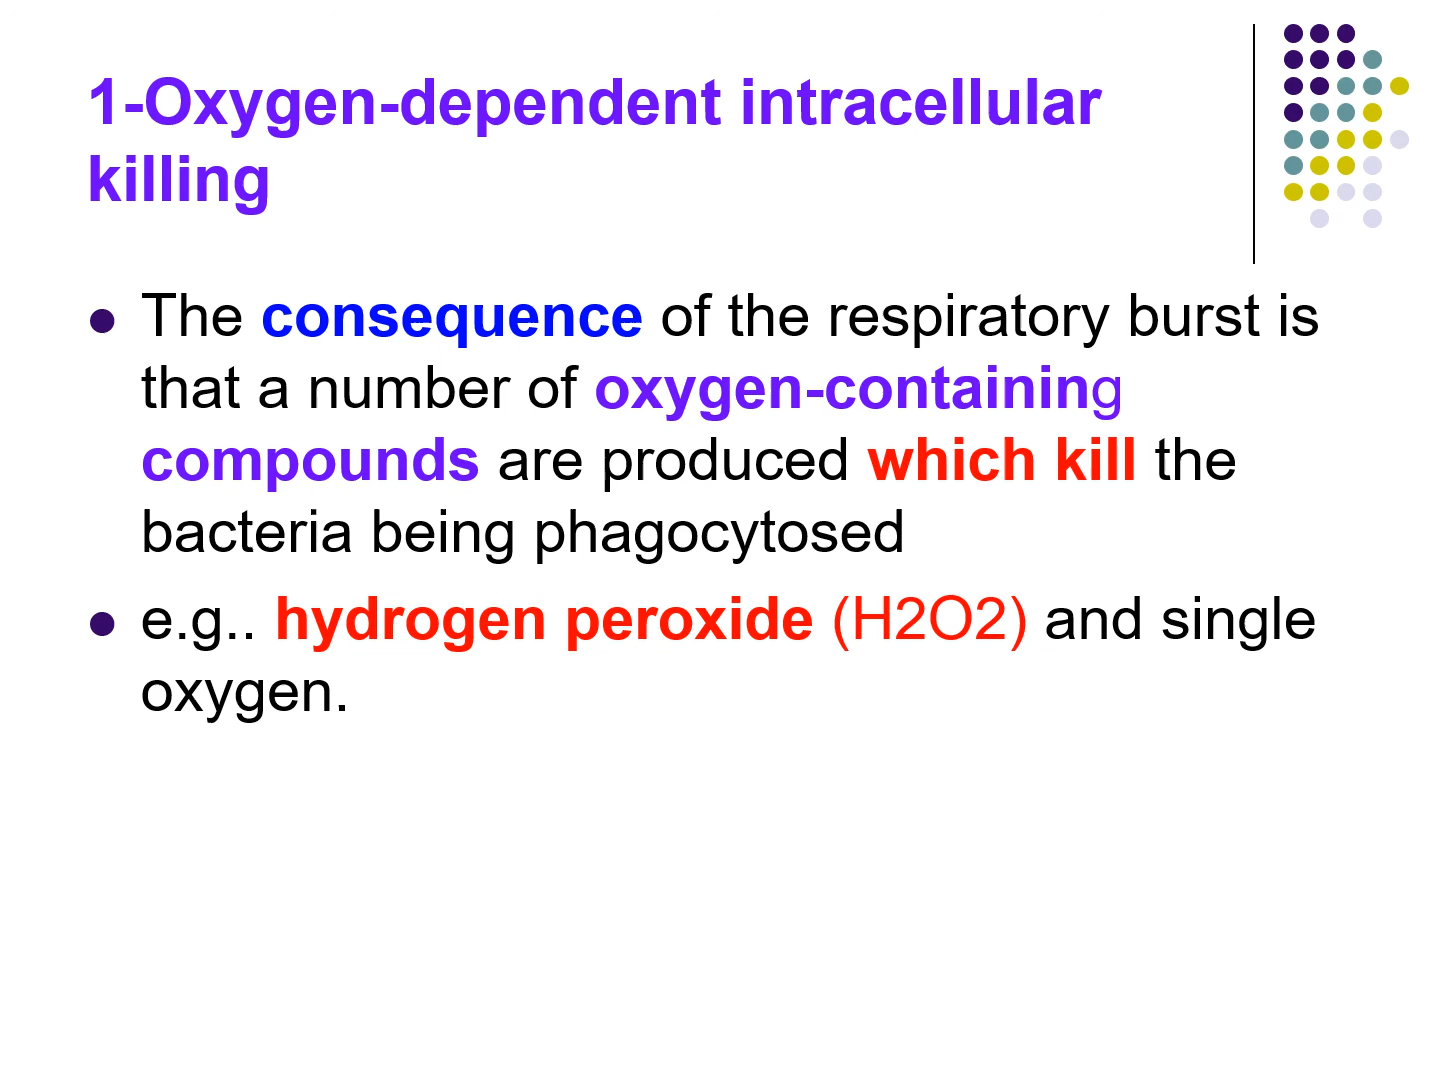 1-Oxygen-dependent intracellular
killing
The consequence of the respiratory burst is
that a number of oxygen-containing
compounds are produced which kill the
bacteria being phagocytosed
e.g.. hydrogen peroxide (H2O2) and single
oxygen.